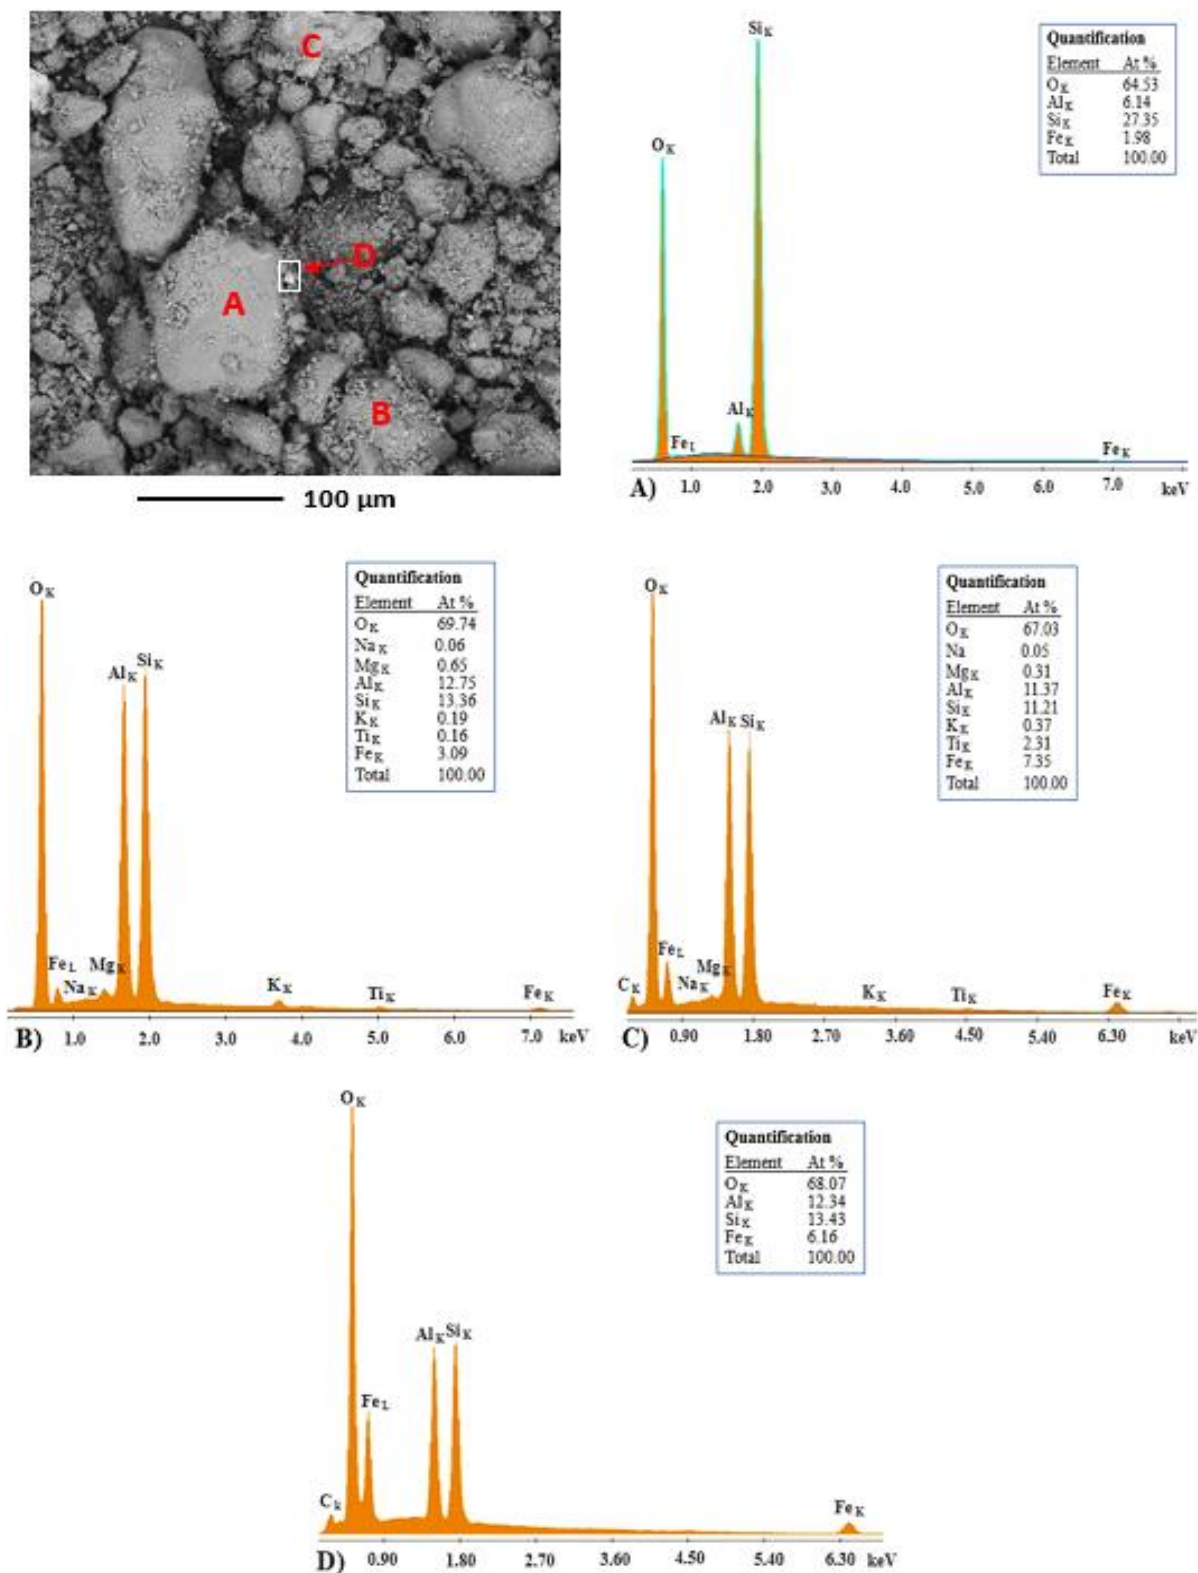 C
D
A
B
100 µm
Si K
O K
Al K
Fe L
Fe K
Quantification
Element At %
O K 64.53
Al K 6.14
Si K 27.35
Fe K 1.98
Total 100.00
A) 1.0 2.0 3.0 4.0 5.0 6.0 7.0 keV
O K
Al K
Si K
Fe L
Na K
Mg K
K K
Ti K
Fe K
Quantification
Element At %
O K 69.74
Na K 0.06
Mg K 0.65
Al K 12.75
Si K 13.36
K K 0.19
Ti K 0.16
Fe K 3.09
Total 100.00
B) 1.0 2.0 3.0 4.0 5.0 6.0 7.0 keV
O K
Al K
Si K
C K
Fe L
Na K
Mg K
K K
Ti K
Fe K
Quantification
Element At %
O K 67.03
Na 0.05
Mg K 0.31
Al K 11.37
Si K 11.21
K K 0.37
Ti K 2.31
Fe K 7.35
Total 100.00
C) 0.90 1.80 2.70 3.60 4.50 5.40 6.30 keV
O K
Fe L
Al K
Si K
C k
Fe K
Quantification
Element At %
O K 68.07
Al K 12.34
Si K 13.43
Fe K 6.16
Total 100.00
D) 0.90 1.80 2.70 3.60 4.50 5.40 6.30 keV